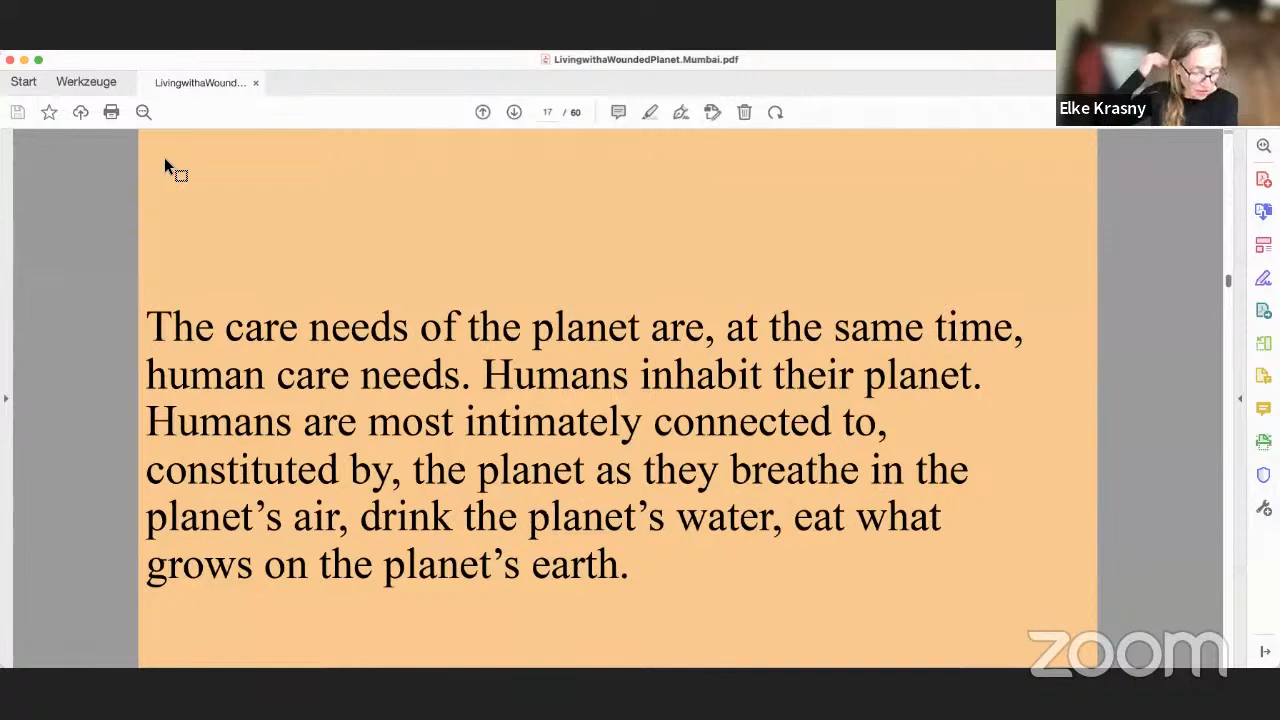 LivingwithaWoundedPlanet.Mumbai.pdf
Start Werkzeuge LivingwithaWound... ×
17 / 60
Elke Krasny
The care needs of the planet are, at the same time,
human care needs. Humans inhabit their planet.
Humans are most intimately connected to,
constituted by, the planet as they breathe in the
planet’s air, drink the planet’s water, eat what
grows on the planet’s earth.
zoom